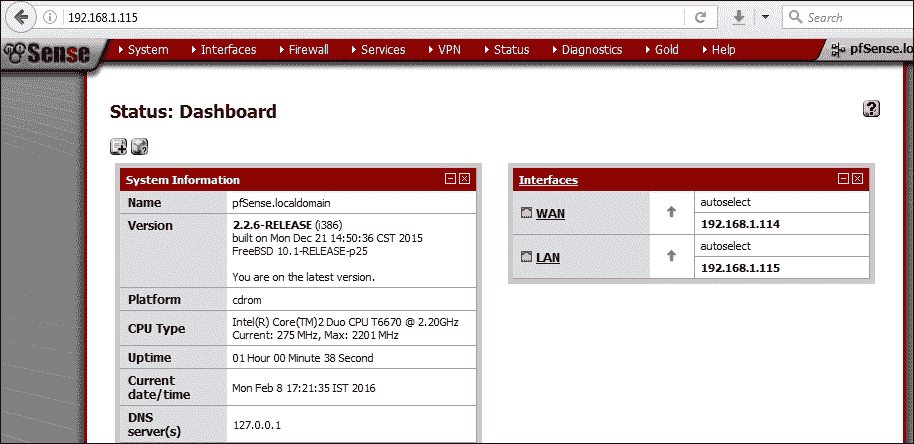 192.168.1.115
Search
Sense
System
Interfaces
Firewall
Services
VPN
Status
Diagnostics
Gold
Help
pfSense.lo
Status: Dashboard
System Information
Name
pfSense.localdomain
Version
2.2.6-RELEASE (i386)
built on Mon Dec 21 14:50:36 CST 2015
FreeBSD 10.1-RELEASE-p25
You are on the latest version.
Platform
cdrom
CPU Type
Intel(R) Core(TM)2 Duo CPU T6670 @ 2.20GHz
Current: 275 MHz, Max: 2201 MHz
Uptime
01 Hour 00 Minute 38 Second
Current
date/time
Mon Feb 8 17:21:35 IST 2016
DNS
server(s)
127.0.0.1
Interfaces
WAN
autoselect
192.168.1.114
LAN
autoselect
192.168.1.115